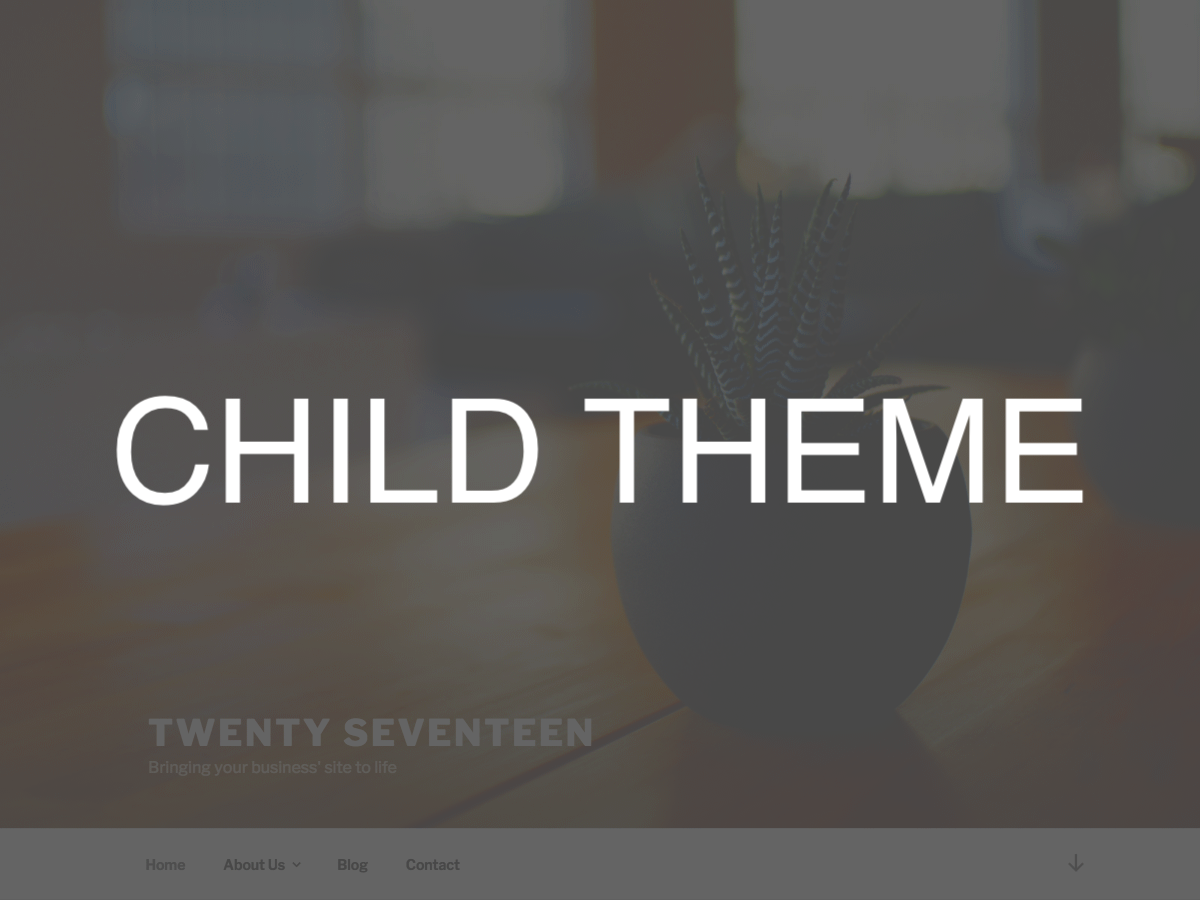 CHILD THEME
TWENTY SEVENTEEN
Bringing your business' site to life
Home About Us Blog Contact